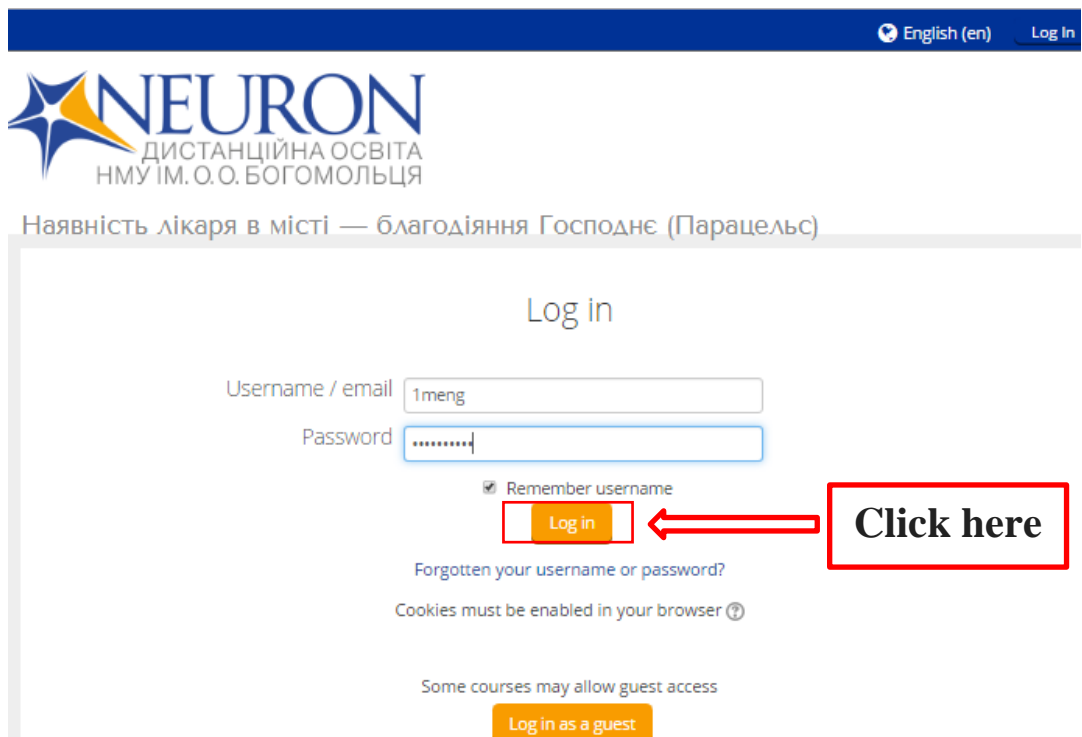 English (en) Log In
NEURON
ДИСТАНЦІЙНА ОСВІТА
НМУ ІМ. О.О. БОГОМОЛЬЦЯ
Наявність лікаря в місті — благодіяння Господнє (Парацельс)
Log in
Username / email 1meng
Password ••••••••••
Remember username
Log in Click here
Forgotten your username or password?
Cookies must be enabled in your browser
Some courses may allow guest access
Log in as a guest